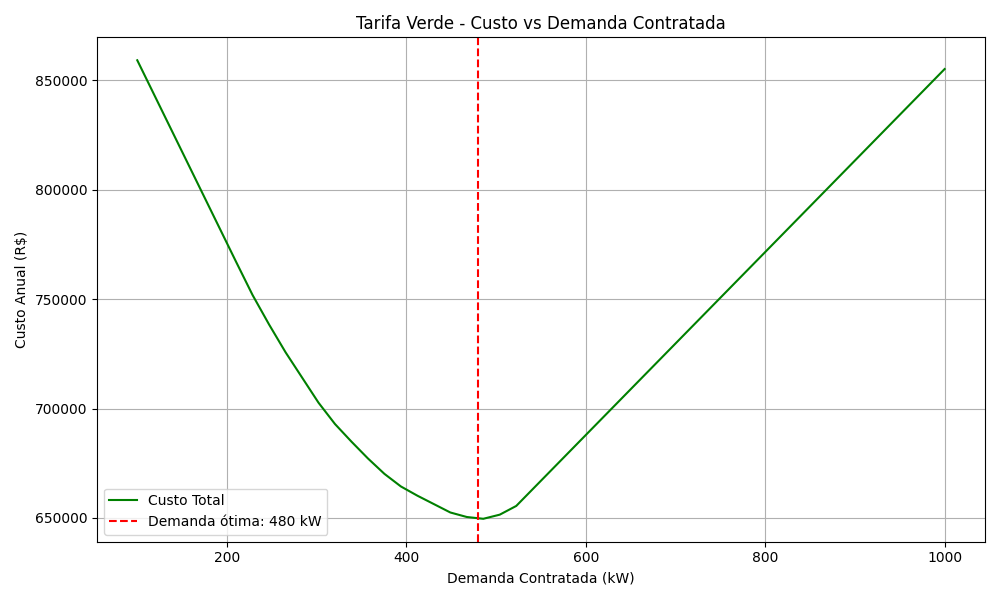 Tarifa Verde - Custo vs Demanda Contratada
Custo Anual (R$)
850000
800000
750000
700000
650000
Custo Total
Demanda ótima: 480 kW
200
400
600
800
1000
Demanda Contratada (kW)